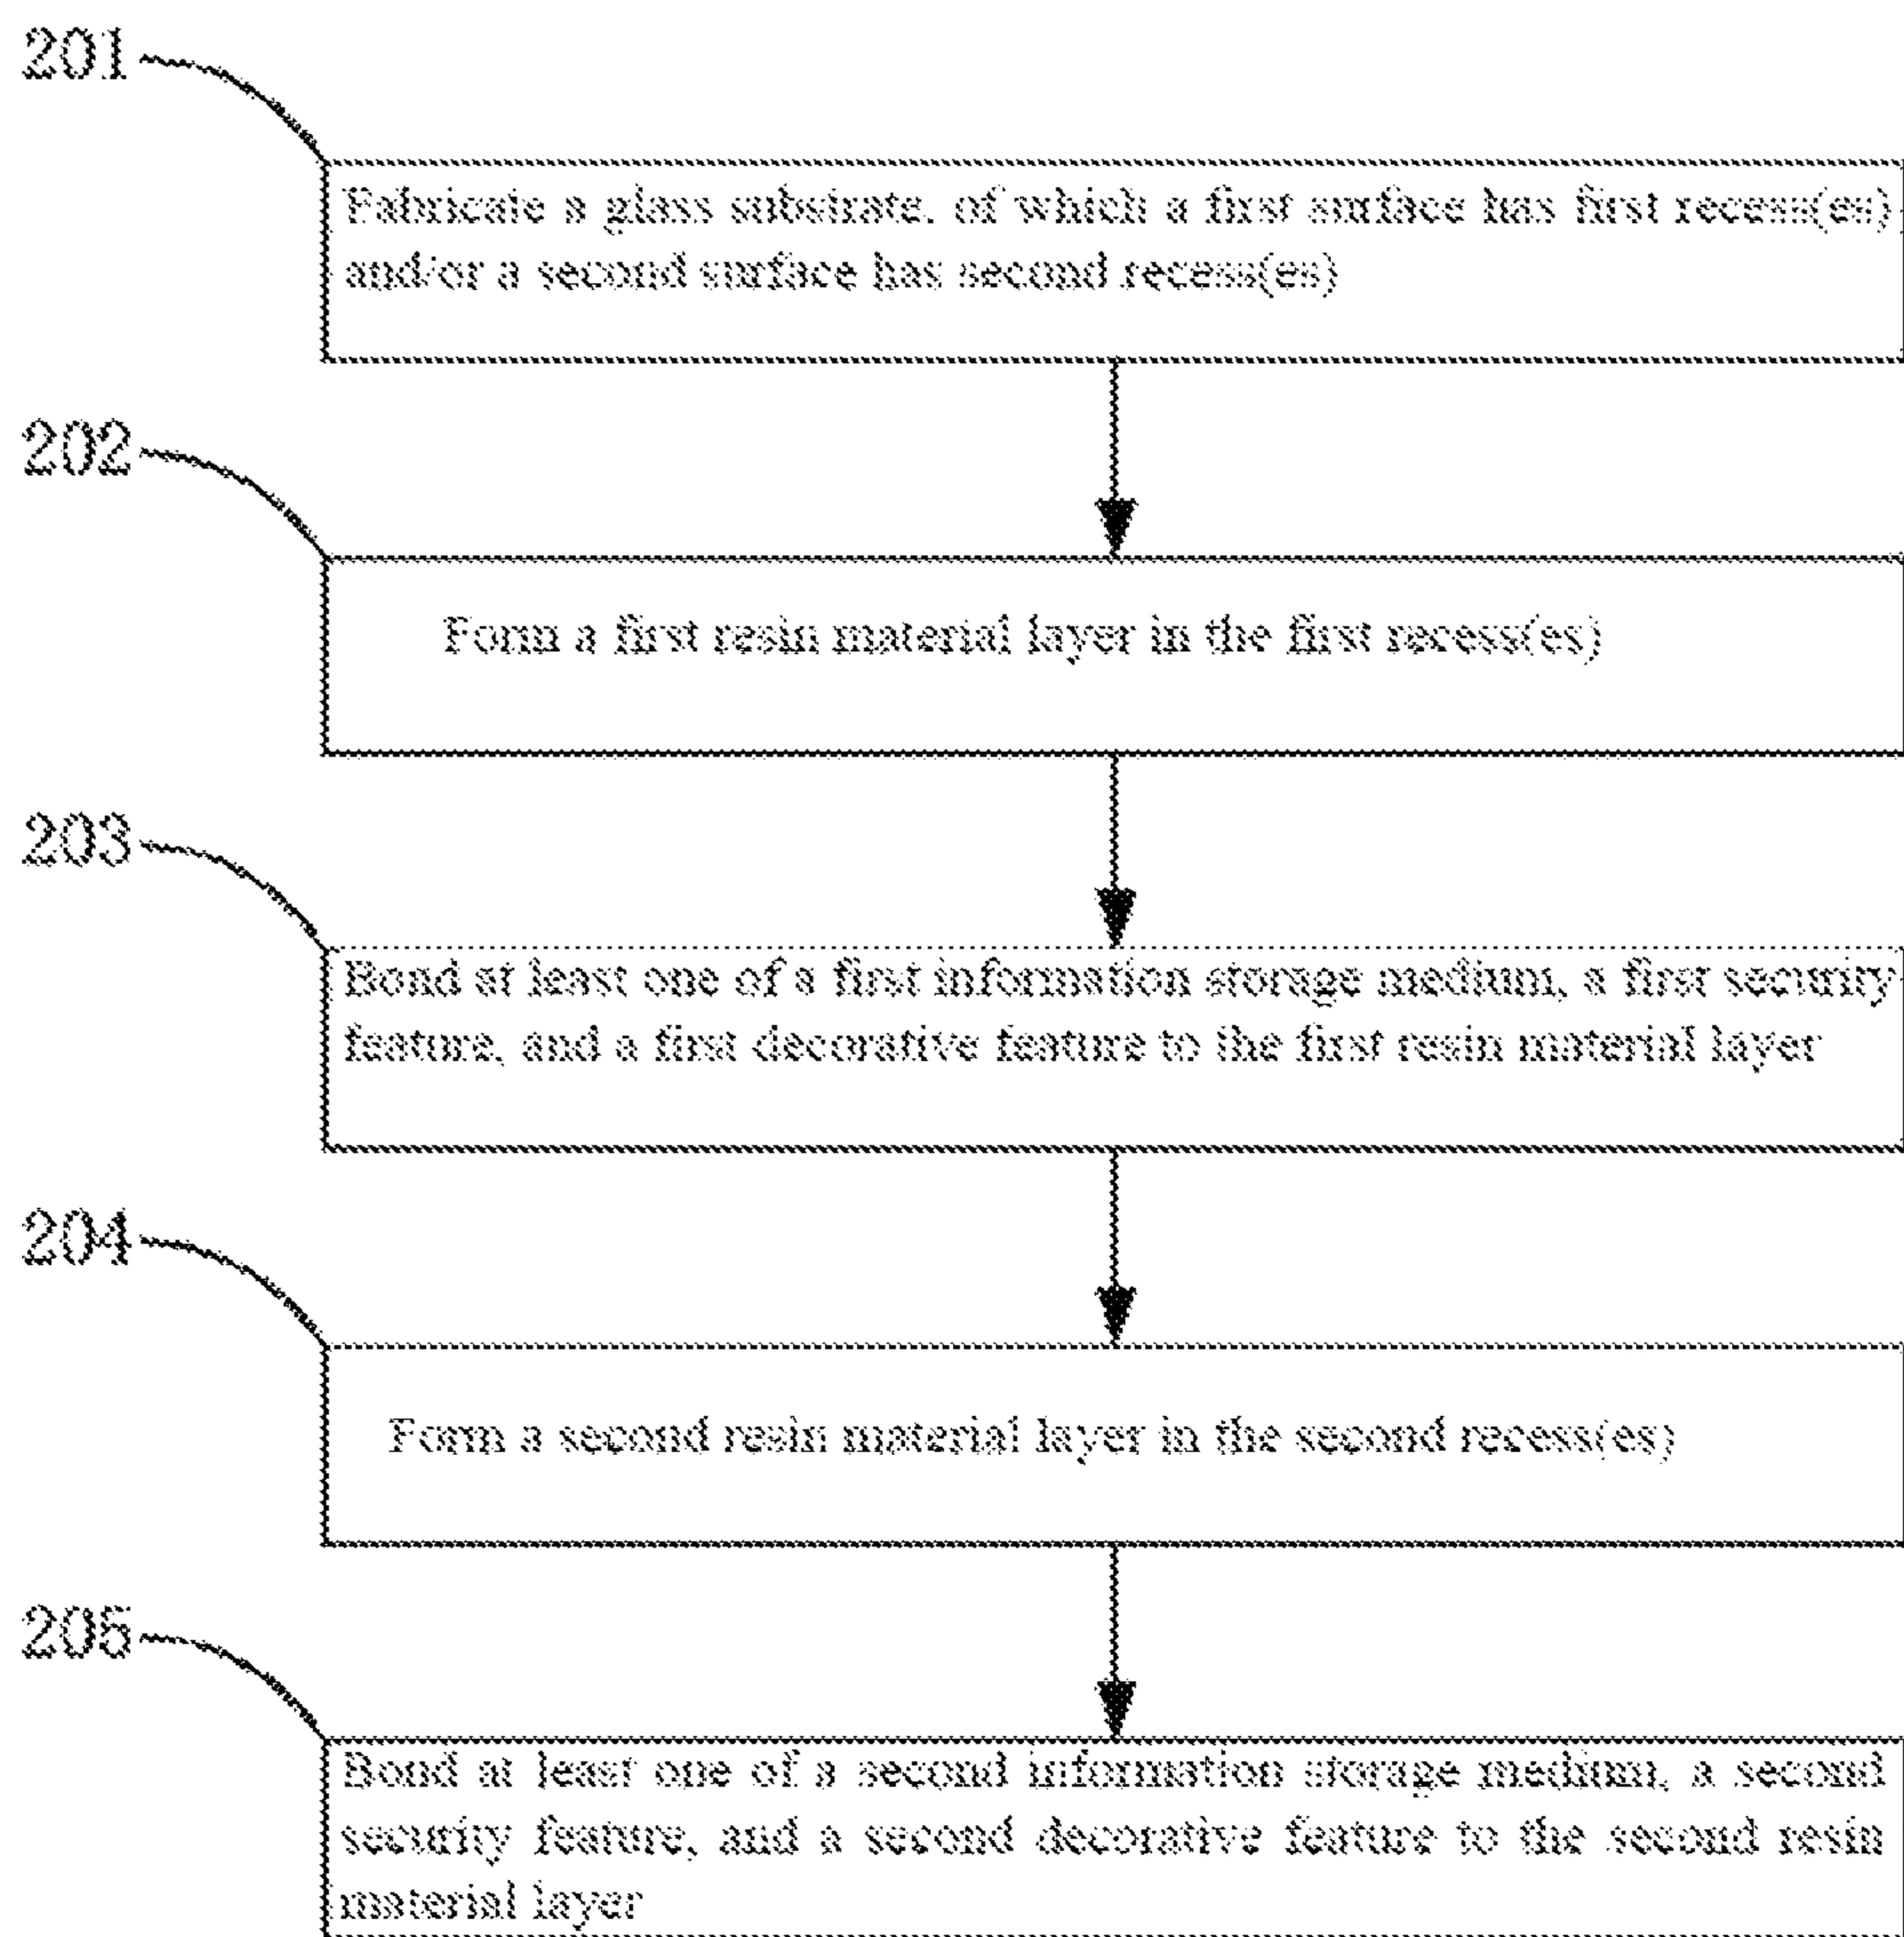 201
Fabricate a glass substrate, of which a first surface has first recess(es)
and/or a second surface has second recess(es)
202
Form a first resin material layer in the first recess(es)
203
Bond at least one of a first information storage medium, a first security
feature, and a first decorative feature to the first resin material layer
204
Form a second resin material layer in the second recess(es)
205
Bond at least one of a second information storage medium, a second
security feature, and a second decorative feature to the second resin
material layer